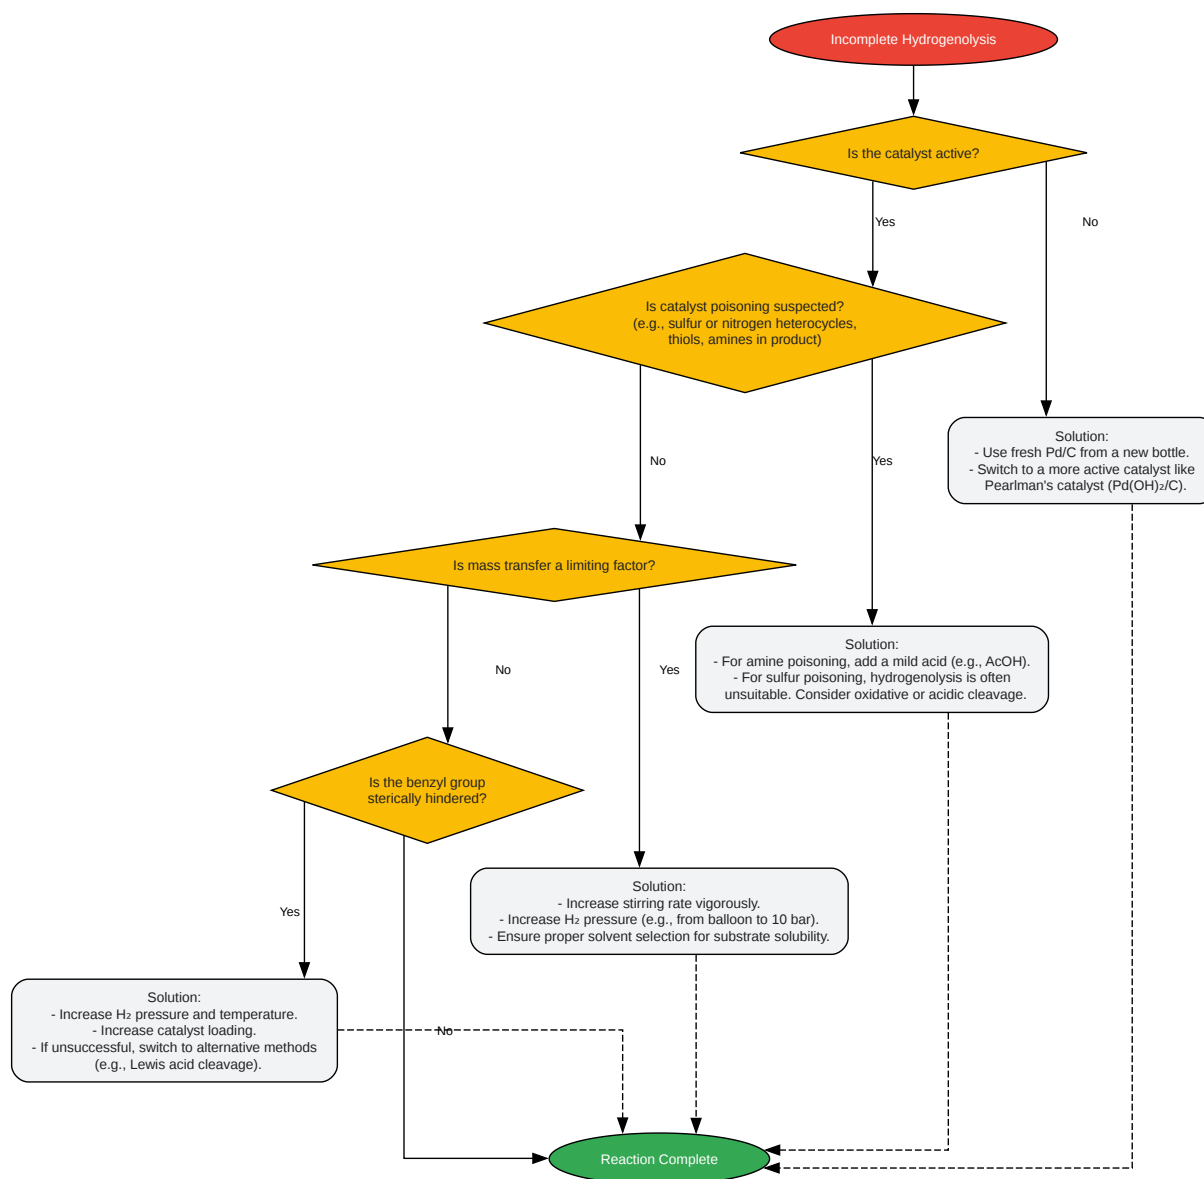 Incomplete Hydrogenolysis
Is the catalyst active?
Yes
No
Is catalyst poisoning suspected?
(e.g., sulfur or nitrogen heterocycles,
thiols, amines in product)
Solution:
- Use fresh Pd/C from a new bottle.
- Switch to a more active catalyst like
Pearlman's catalyst (Pd(OH)₂/C).
No
Yes
Is mass transfer a limiting factor?
Solution:
- For amine poisoning, add a mild acid (e.g., AcOH).
- For sulfur poisoning, hydrogenolysis is often
unsuitable. Consider oxidative or acidic cleavage.
No
Yes
Is the benzyl group
sterically hindered?
Solution:
- Increase stirring rate vigorously.
- Increase H₂ pressure (e.g., from balloon to 10 bar).
- Ensure proper solvent selection for substrate solubility.
Yes
Solution:
- Increase H₂ pressure and temperature.
- Increase catalyst loading.
- If unsuccessful, switch to alternative methods
(e.g., Lewis acid cleavage).
No
Reaction Complete